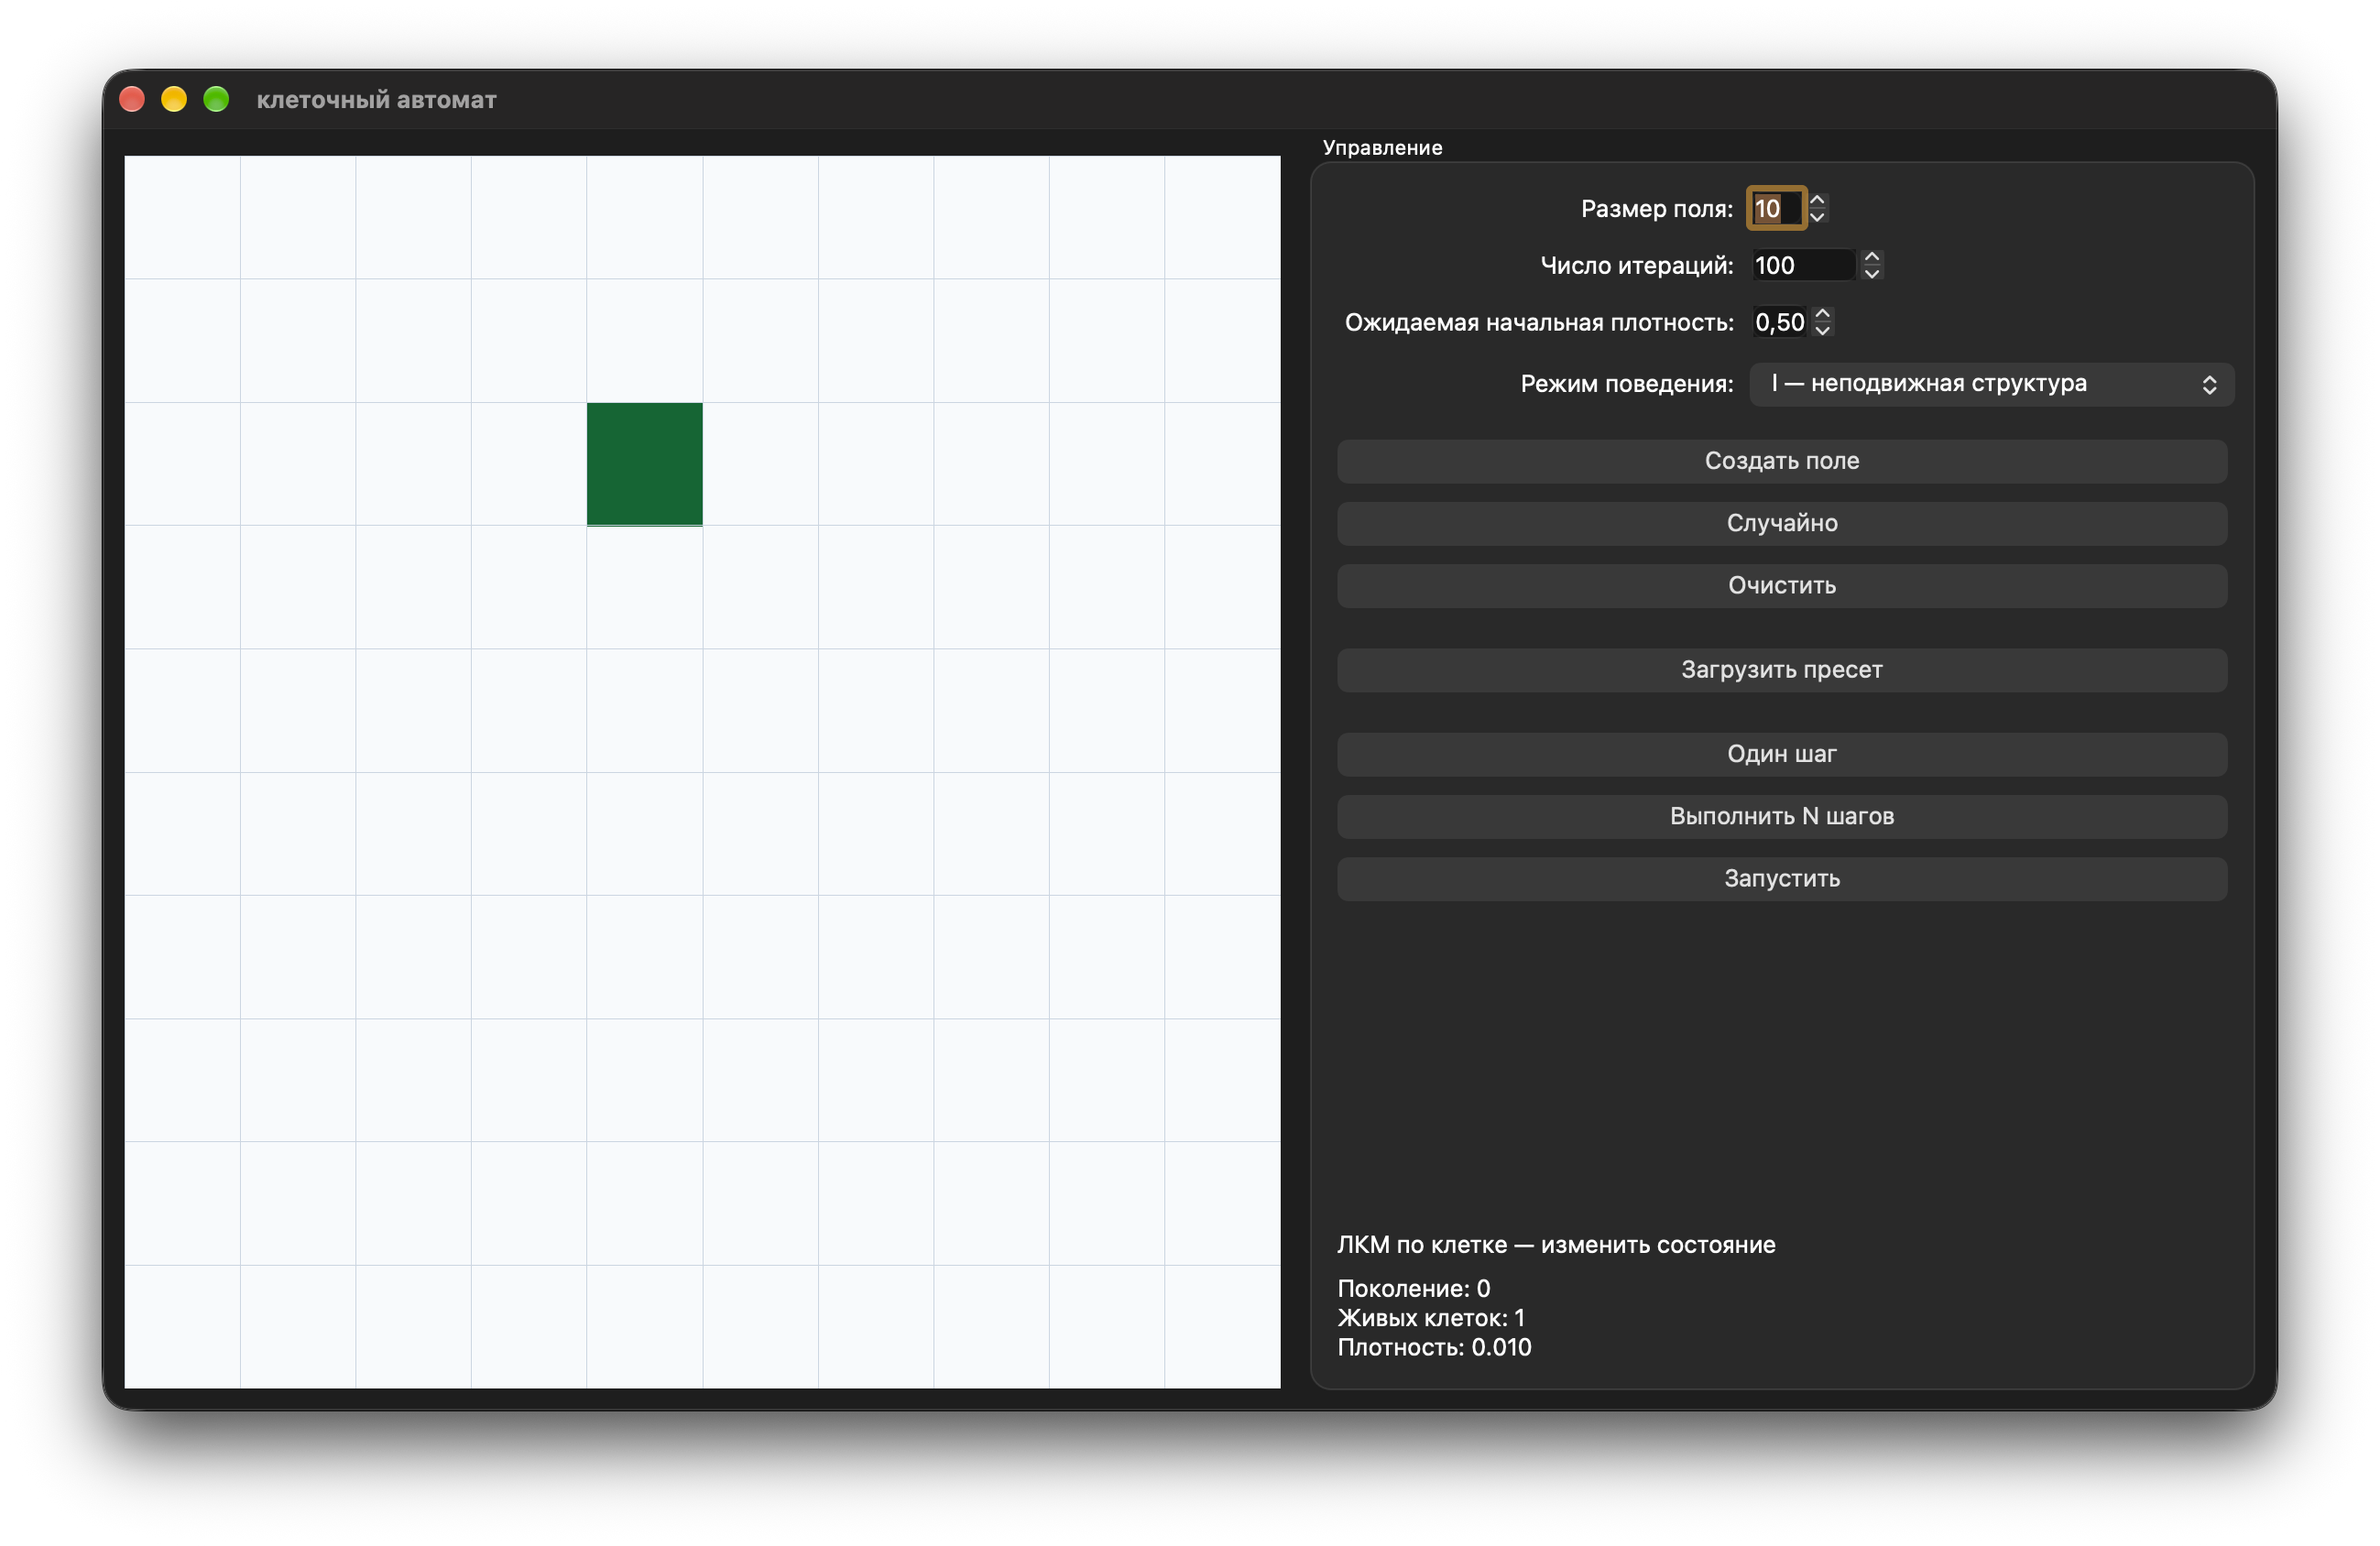 клеточный автомат
Управление
Размер поля: 10
Число итераций: 100
Ожидаемая начальная плотность: 0,50
Режим поведения: I — неподвижная структура
Создать поле
Случайно
Очистить
Загрузить пресет
Один шаг
Выполнить N шагов
Запустить
ЛКМ по клетке — изменить состояние
Поколение: 0
Живых клеток: 1
Плотность: 0.010